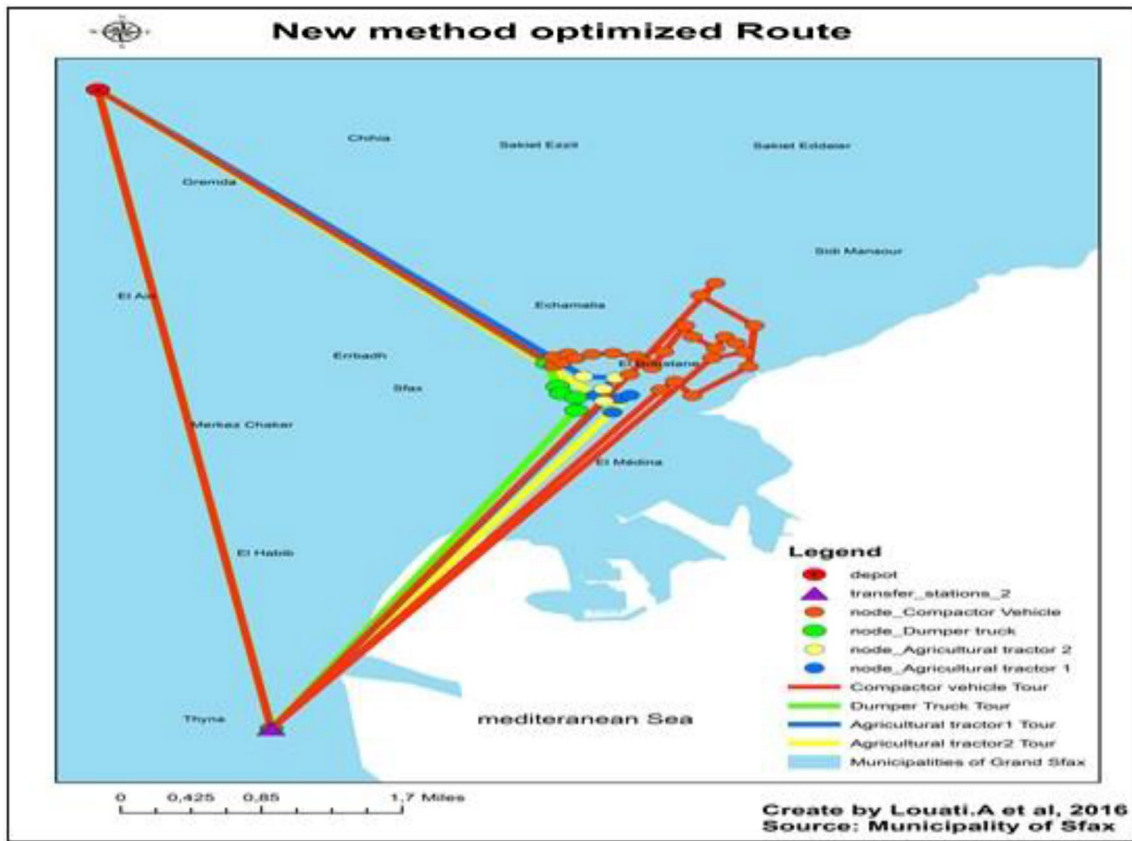 New method optimized Route
Chihia
Sakiet Ezzit
Sakiet Eddaier
Gremda
Sidi Mansour
El Ain
Echamalia
Erribadh
El Boustane
Sfax
Merkez Chaker
El Médina
El Habib
Thyna
mediteranean Sea
Legend
depot
transfer_stations_2
node_Compactor Vehicle
node_Dumper truck
node_Agricultural tractor 2
node_Agricultural tractor 1
Compactor vehicle Tour
Dumper Truck Tour
Agricultural tractor1 Tour
Agricultural tractor2 Tour
Municipalities of Grand Sfax
0 0,425 0,85 1,7 Miles
Create by Louati.A et al, 2016
Source: Municipality of Sfax